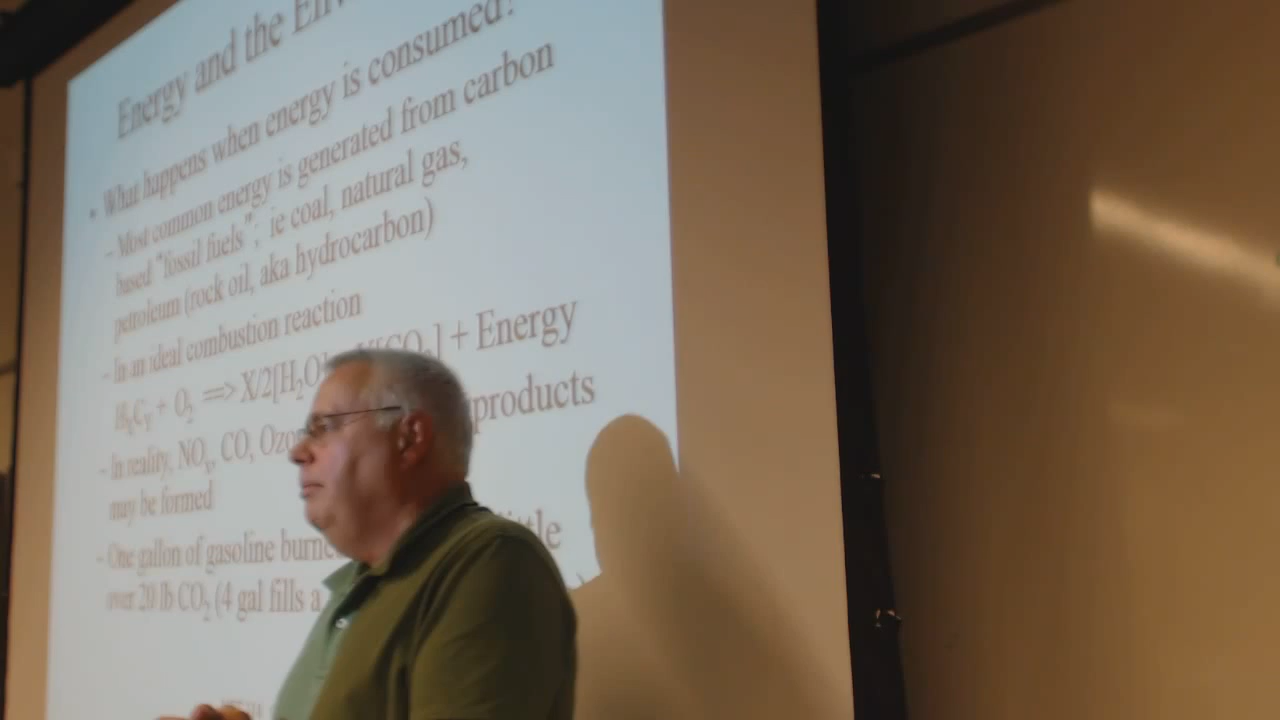 Energy and the
• What happens when energy is consumed?
– Most common energy is generated from carbon
based "fossil fuels", ie coal, natural gas,
petroleum (rock oil, aka hydrocarbon)
– In an ideal combustion reaction
HₓCᵧ + O₂ ==> X/2[H₂O] + Y[CO₂] + Energy
– In reality, NOₓ, CO, products
may be formed
– One gallon of gasoline
over 20 lb CO₂ (4 gal fills a